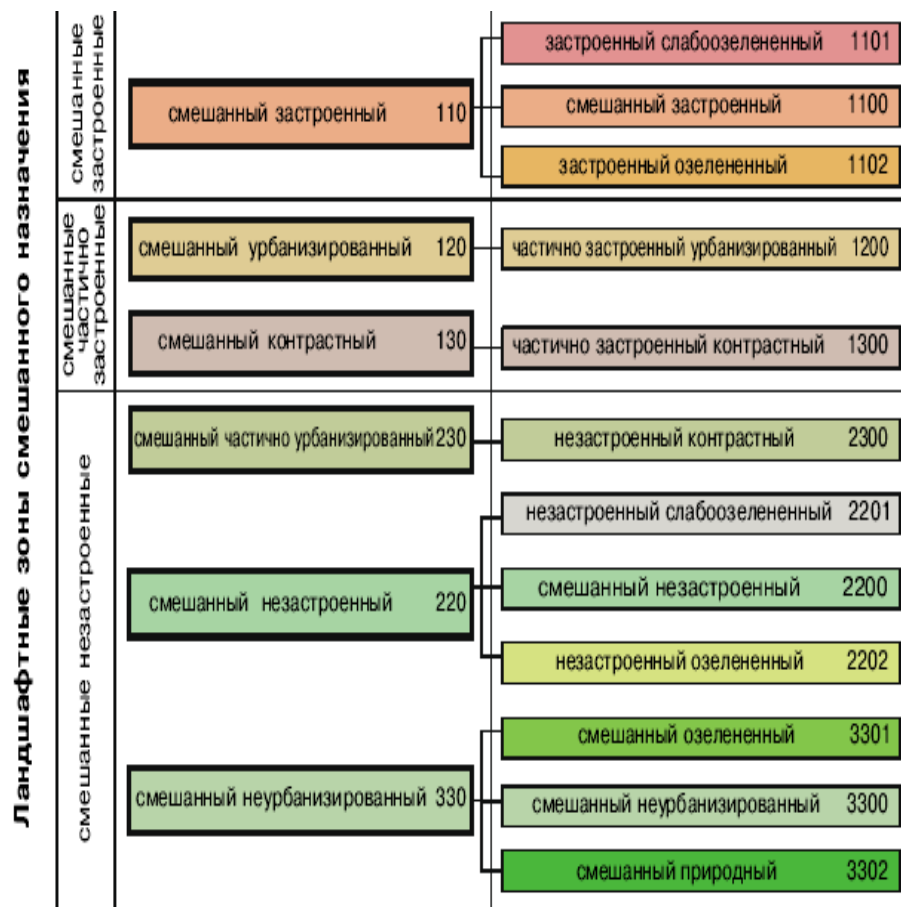 Ландшафтные зоны смешанного назначения
смешанные
застроенные
смешанный застроенный 110
застроенный слабоозелененный 1101
смешанный застроенный 1100
застроенный озелененный 1102
смешанные
частично
застроенные
смешанный урбанизированный 120
частично застроенный урбанизированный 1200
смешанный контрастный 130
частично застроенный контрастный 1300
смешанные незастроенные
смешанный частично урбанизированный 230
незастроенный контрастный 2300
смешанный незастроенный 220
незастроенный слабоозелененный 2201
смешанный незастроенный 2200
незастроенный озелененный 2202
смешанный неурбанизированный 330
смешанный озелененный 3301
смешанный неурбанизированный 3300
смешанный природный 3302